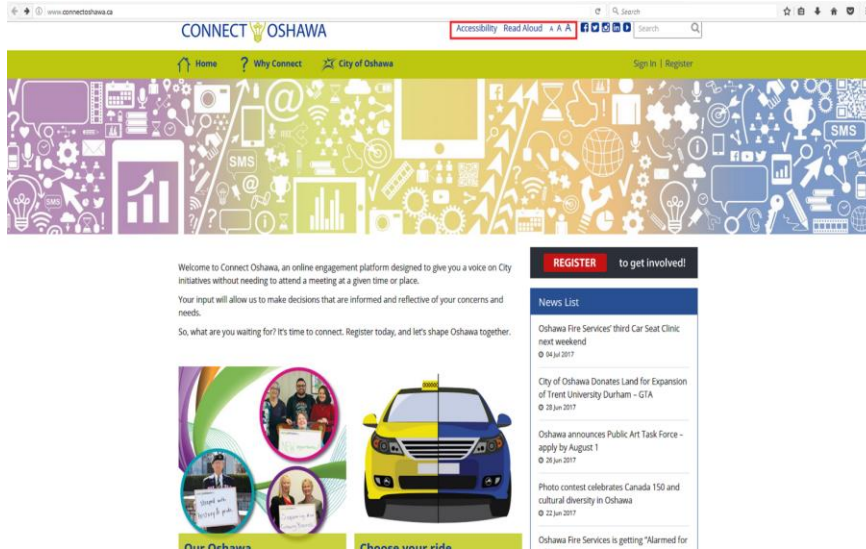 www.connectoshawa.ca
Search
CONNECT OSHAWA
Accessibility Read Aloud A A A
Search
Home
? Why Connect
City of Oshawa
Sign In | Register
SMS
SMS
SMS
SMS
Welcome to Connect Oshawa, an online engagement platform designed to give you a voice on City
initiatives without needing to attend a meeting at a given time or place.
Your input will allow us to make decisions that are informed and reflective of your concerns and
needs.
So, what are you waiting for? It's time to connect. Register today, and let's shape Oshawa together.
Our Oshawa
Choose your ride
REGISTER to get involved!
News List
Oshawa Fire Services' third Car Seat Clinic
next weekend
04 Jul 2017
City of Oshawa Donates Land for Expansion
of Trent University Durham – GTA
28 Jun 2017
Oshawa announces Public Art Task Force –
apply by August 1
26 Jun 2017
Photo contest celebrates Canada 150 and
cultural diversity in Oshawa
22 Jun 2017
Oshawa Fire Services is getting "Alarmed for